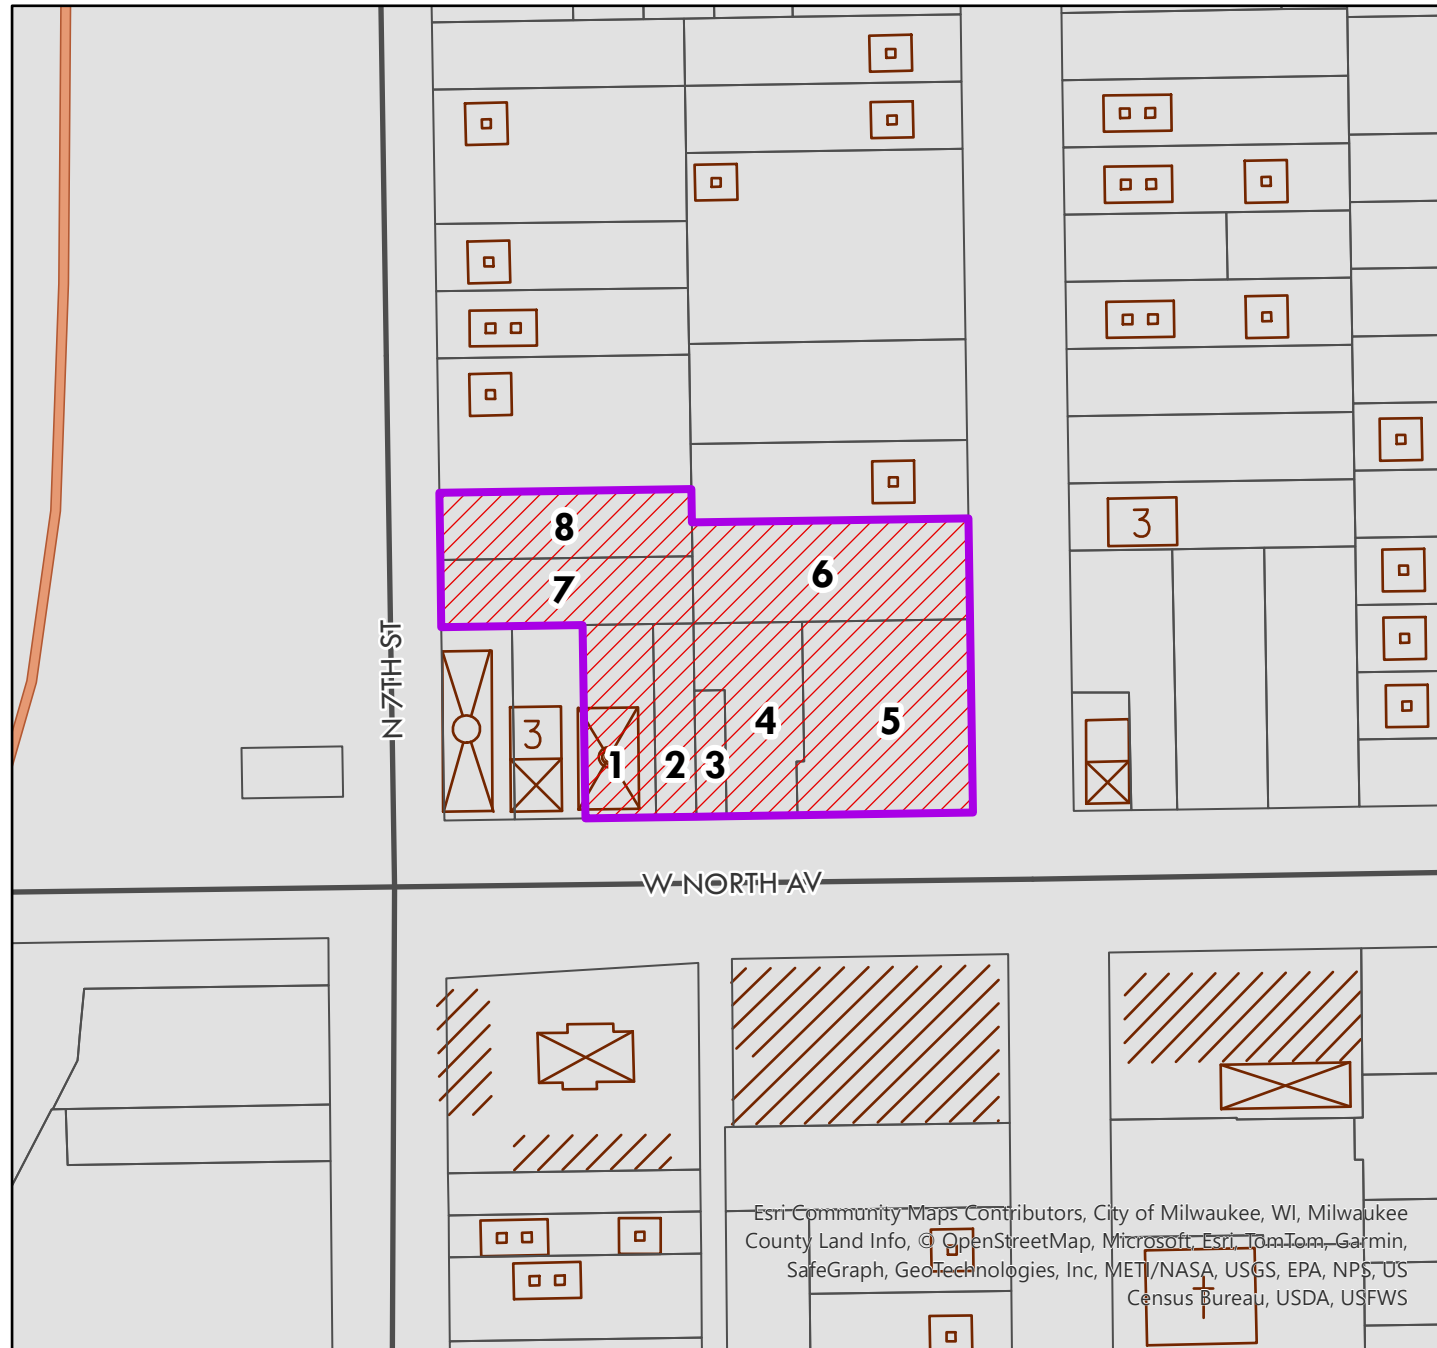 3
8
7
6
N 7TH ST
3
1
2
3
4
5
W NORTH AV
Esri Community Maps Contributors, City of Milwaukee, WI, Milwaukee
County Land Info, © OpenStreetMap, Microsoft, Esri, TomTom, Garmin,
SafeGraph, GeoTechnologies, Inc, METI/NASA, USGS, EPA, NPS, US
Census Bureau, USDA, USFWS